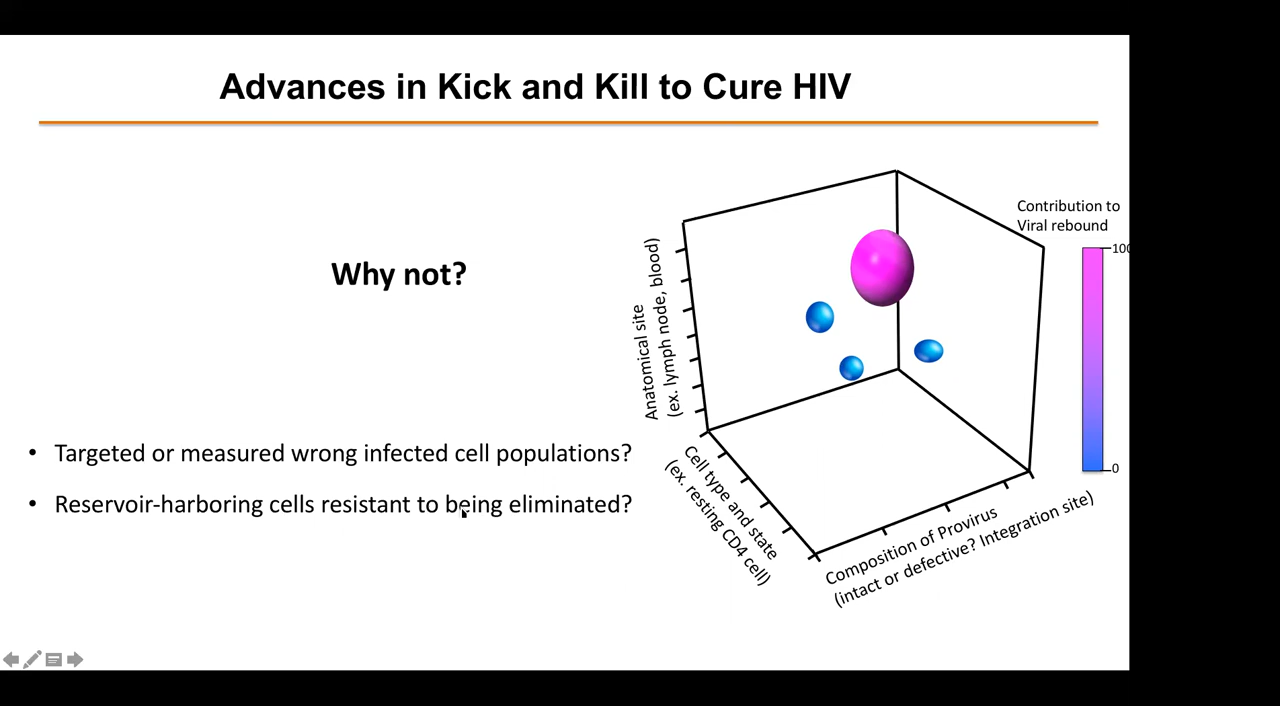 Advances in Kick and Kill to Cure HIV
Why not?
• Targeted or measured wrong infected cell populations?
• Reservoir-harboring cells resistant to being eliminated?
Anatomical site
(ex. lymph node, blood)
Cell type and state
(ex. resting CD4 cell)
Composition of Provirus
(intact or defective? Integration site)
Contribution to
Viral rebound
100
0